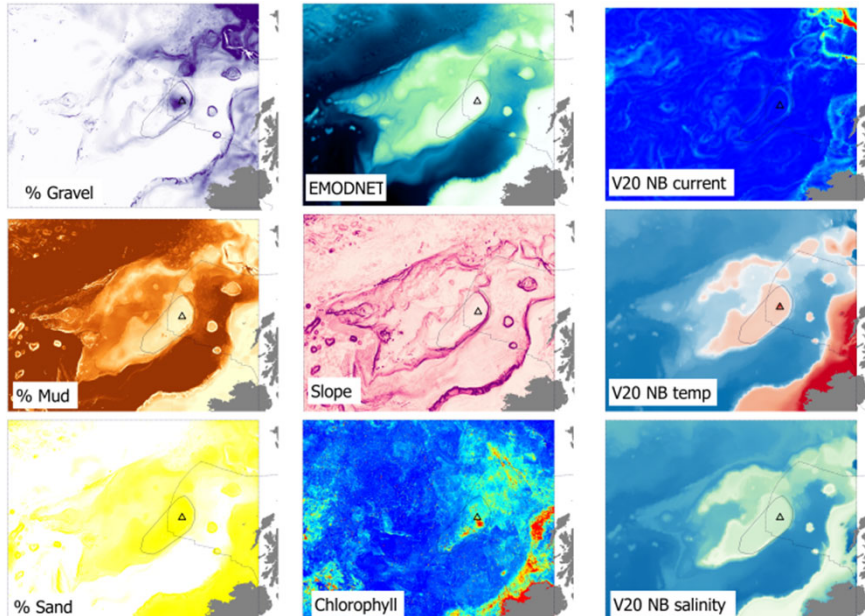 % Gravel
EMODNET
V20 NB current
% Mud
Slope
V20 NB temp
% Sand
Chlorophyll
V20 NB salinity